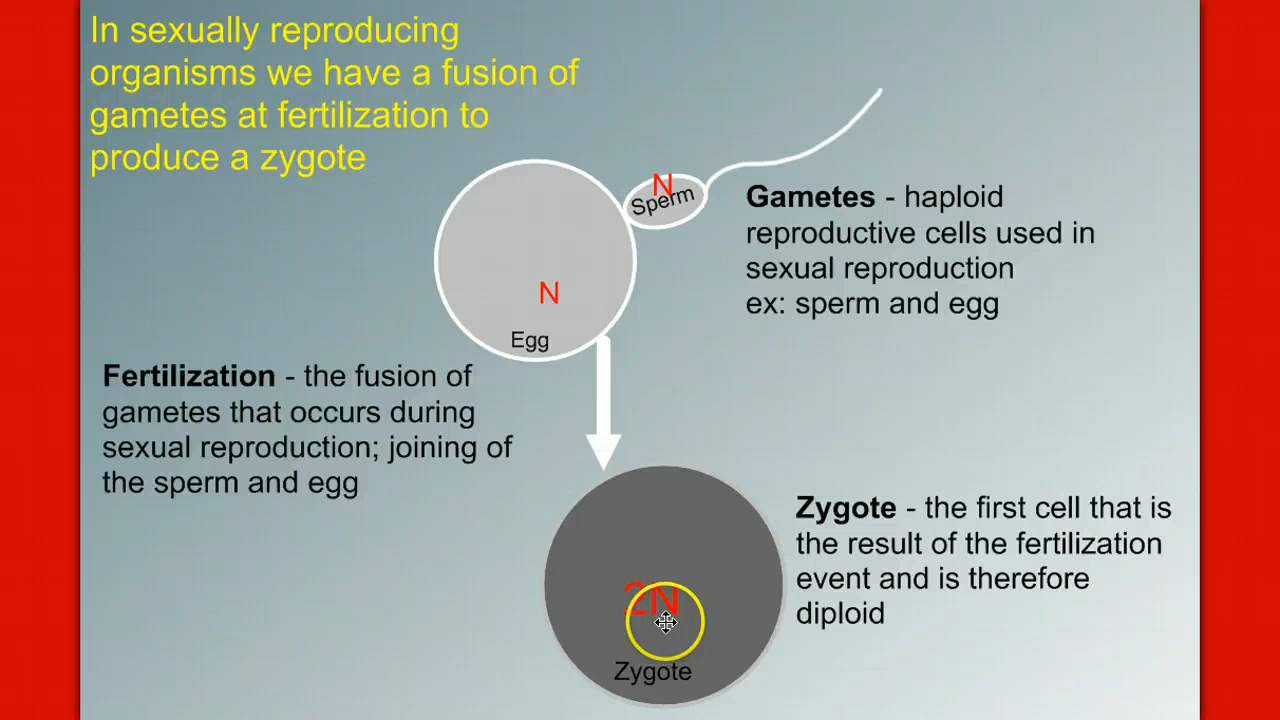 In sexually reproducing
organisms we have a fusion of
gametes at fertilization to
produce a zygote
N
Sperm
Gametes - haploid
reproductive cells used in
sexual reproduction
ex: sperm and egg
N
Egg
Fertilization - the fusion of
gametes that occurs during
sexual reproduction; joining of
the sperm and egg
Zygote - the first cell that is
the result of the fertilization
event and is therefore
diploid
2N
Zygote